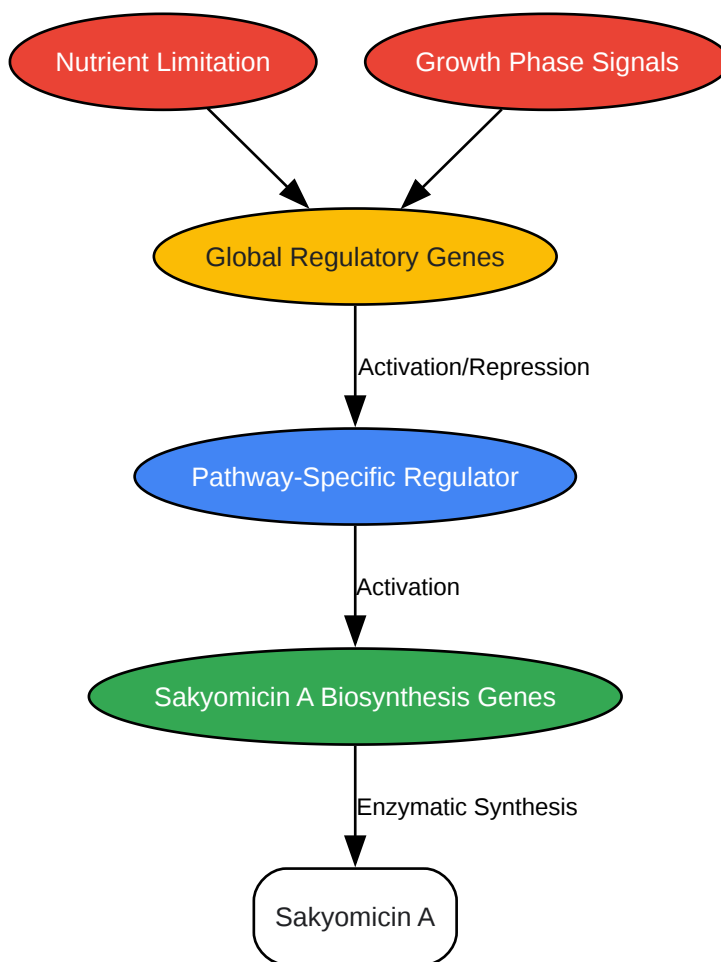 Nutrient Limitation
Growth Phase Signals
Global Regulatory Genes
Activation/Repression
Pathway-Specific Regulator
Activation
Sakyomicin A Biosynthesis Genes
Enzymatic Synthesis
Sakyomicin A